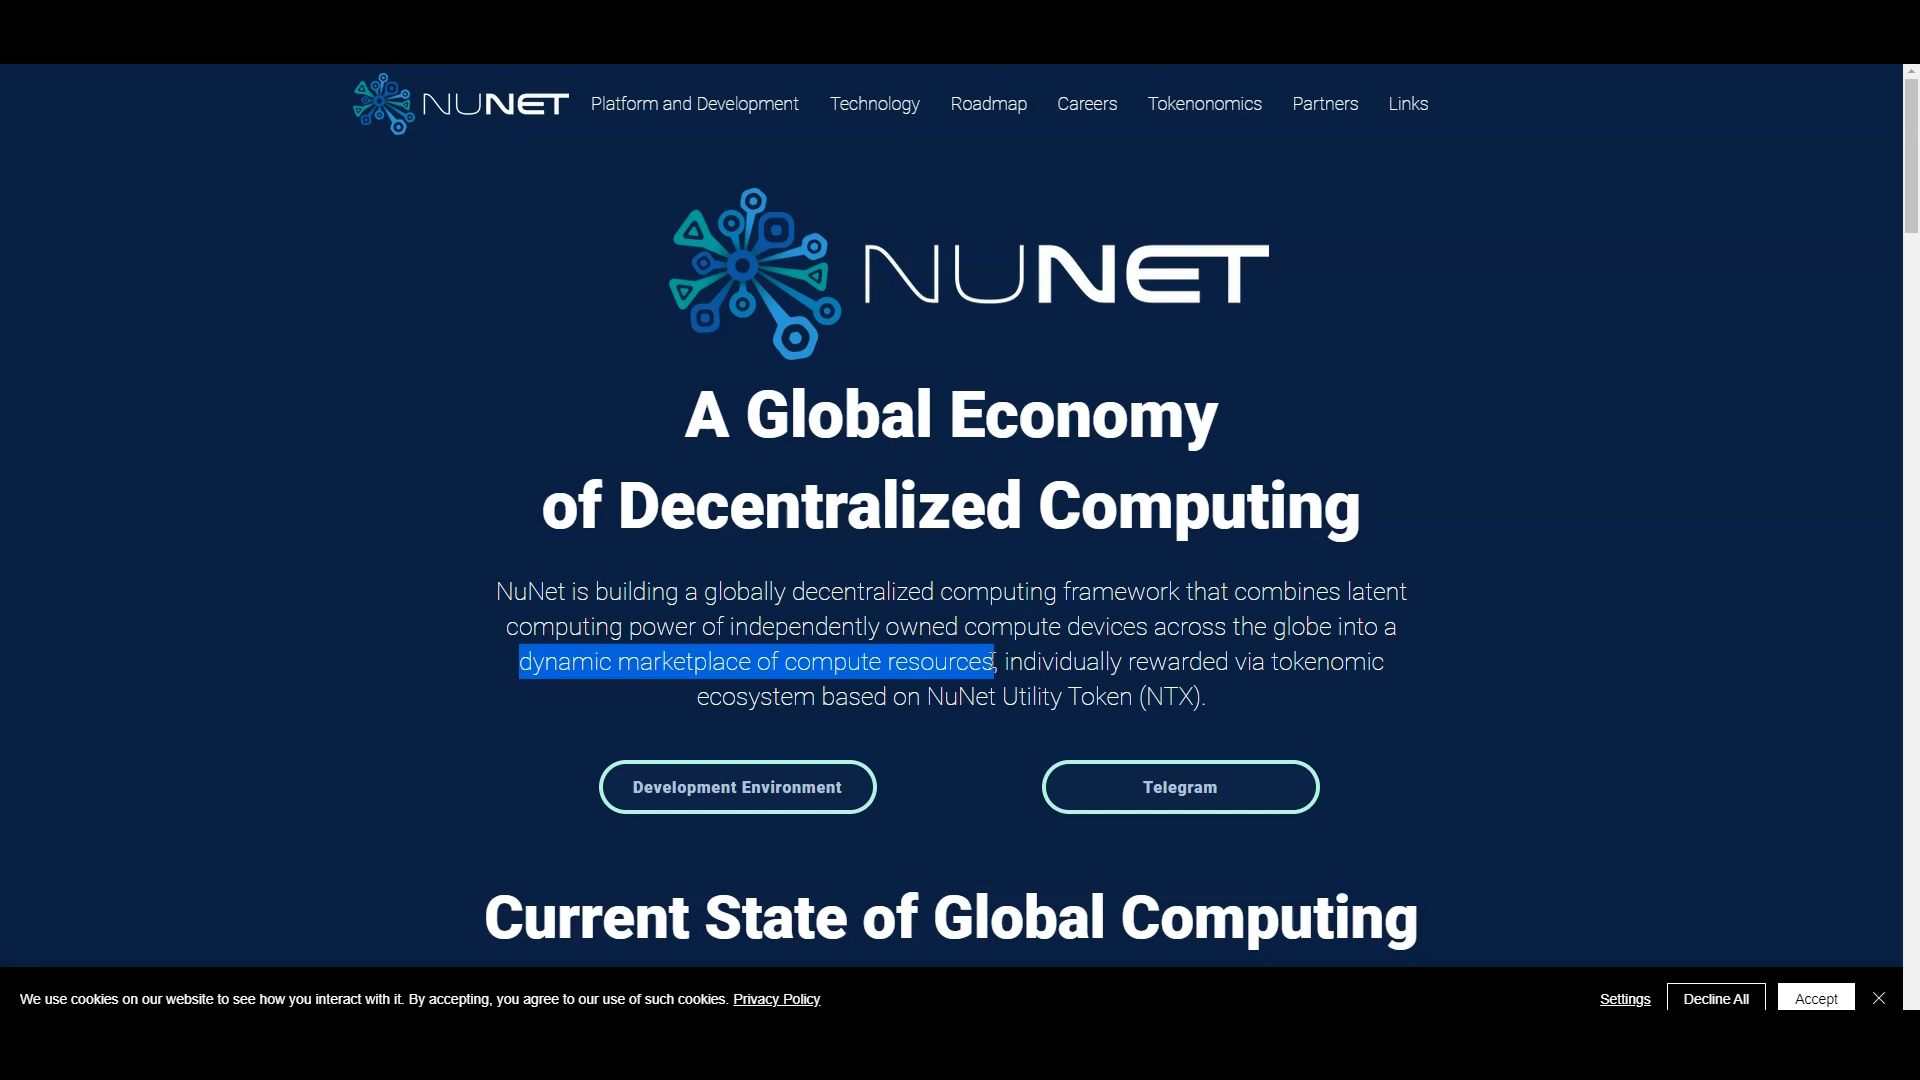 NUNET Platform and Development Technology Roadmap Careers Tokenonomics Partners Links
NUNET
A Global Economy
of Decentralized Computing
NuNet is building a globally decentralized computing framework that combines latent
computing power of independently owned compute devices across the globe into a
dynamic marketplace of compute resources, individually rewarded via tokenomic
ecosystem based on NuNet Utility Token (NTX).
Development Environment Telegram
Current State of Global Computing
We use cookies on our website to see how you interact with it. By accepting, you agree to our use of such cookies. Privacy Policy Settings Decline All Accept